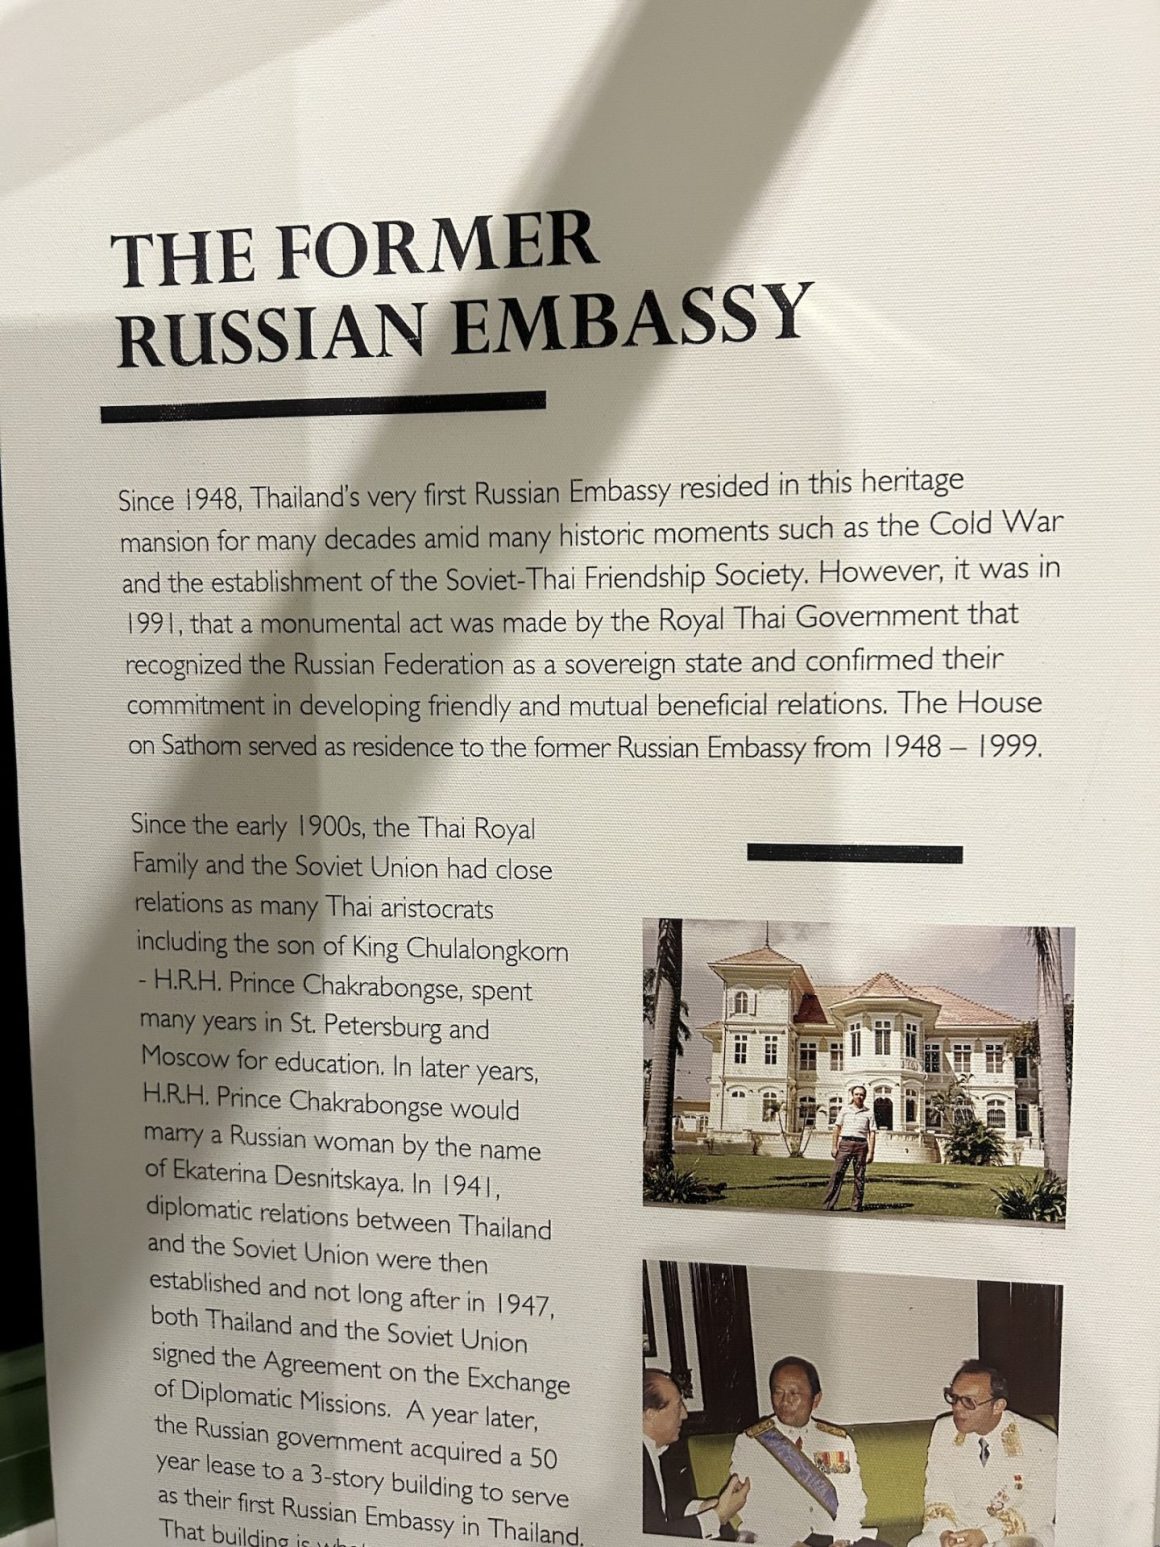 THE FORMER
RUSSIAN EMBASSY
Since 1948, Thailand's very first Russian Embassy resided in this heritage
mansion for many decades amid many historic moments such as the Cold War
and the establishment of the Soviet-Thai Friendship Society. However, it was in
1991, that a monumental act was made by the Royal Thai Government that
recognized the Russian Federation as a sovereign state and confirmed their
commitment in developing friendly and mutual beneficial relations. The House
on Sathorn served as residence to the former Russian Embassy from 1948 – 1999.
Since the early 1900s, the Thai Royal
Family and the Soviet Union had close
relations as many Thai aristocrats
including the son of King Chulalongkorn
- H.R.H. Prince Chakrabongse, spent
many years in St. Petersburg and
Moscow for education. In later years,
H.R.H. Prince Chakrabongse would
marry a Russian woman by the name
of Ekaterina Desnitskaya. In 1941,
diplomatic relations between Thailand
and the Soviet Union were then
established and not long after in 1947,
both Thailand and the Soviet Union
signed the Agreement on the Exchange
of Diplomatic Missions. A year later,
the Russian government acquired a 50
year lease to a 3-story building to serve
as their first Russian Embassy in Thailand.
That building is